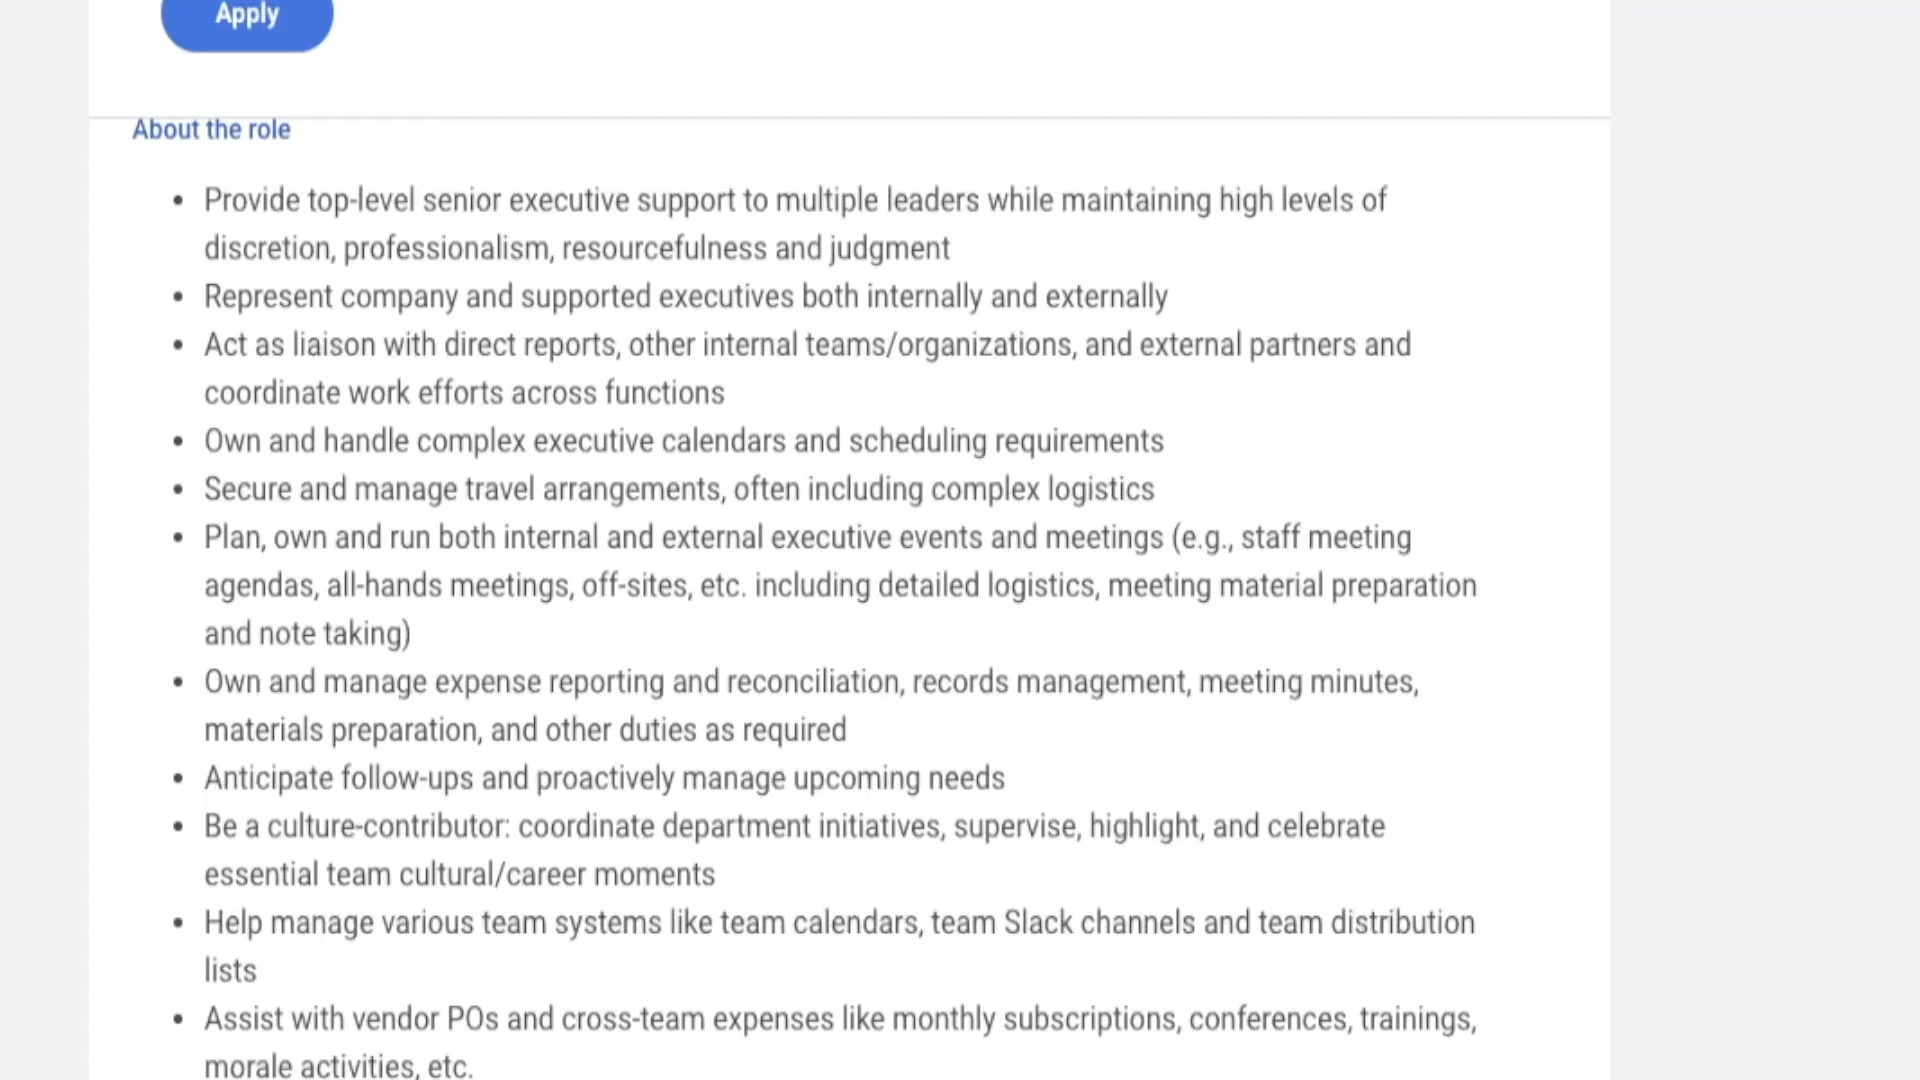 Apply
About the role
• Provide top-level senior executive support to multiple leaders while maintaining high levels of
discretion, professionalism, resourcefulness and judgment
• Represent company and supported executives both internally and externally
• Act as liaison with direct reports, other internal teams/organizations, and external partners and
coordinate work efforts across functions
• Own and handle complex executive calendars and scheduling requirements
• Secure and manage travel arrangements, often including complex logistics
• Plan, own and run both internal and external executive events and meetings (e.g., staff meeting
agendas, all-hands meetings, off-sites, etc. including detailed logistics, meeting material preparation
and note taking)
• Own and manage expense reporting and reconciliation, records management, meeting minutes,
materials preparation, and other duties as required
• Anticipate follow-ups and proactively manage upcoming needs
• Be a culture-contributor: coordinate department initiatives, supervise, highlight, and celebrate
essential team cultural/career moments
• Help manage various team systems like team calendars, team Slack channels and team distribution
lists
• Assist with vendor POs and cross-team expenses like monthly subscriptions, conferences, trainings,
morale activities, etc.